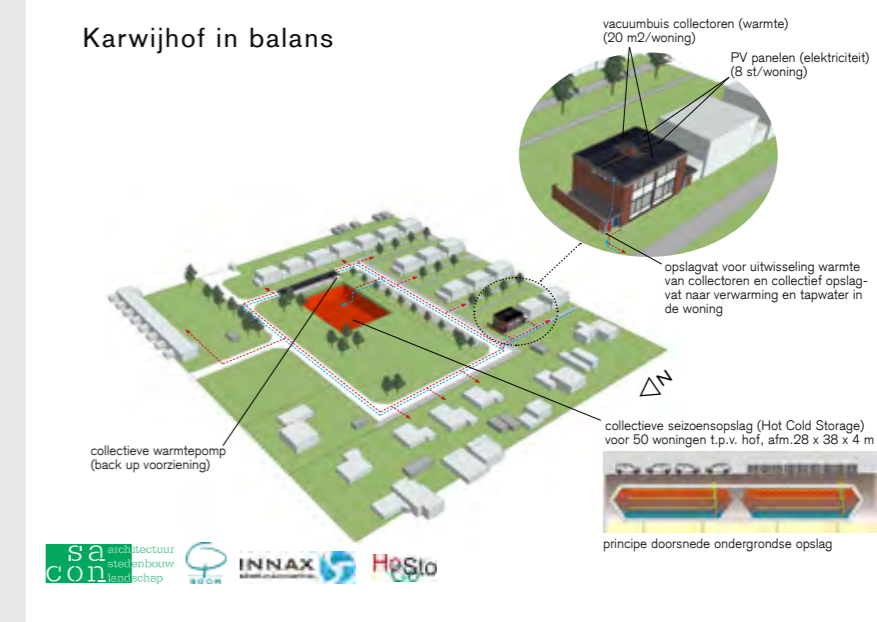 Karwijhof in balans
vacuumbuis collectoren (warmte)
(20 m2/woning)
PV panelen (elektriciteit)
(8 st/woning)
opslagvat voor uitwisseling warmte
van collectoren en collectief opslag-
vat naar verwarming en tapwater in
de woning
N
collectieve seizoensopslag (Hot Cold Storage)
voor 50 woningen t.p.v. hof, afm.28 x 38 x 4 m
collectieve warmtepomp
(back up voorziening)
principe doorsnede ondergrondse opslag
sa
con
architectuur
stedenbouw
landschap
BOOM
INNAX
HoCoSto